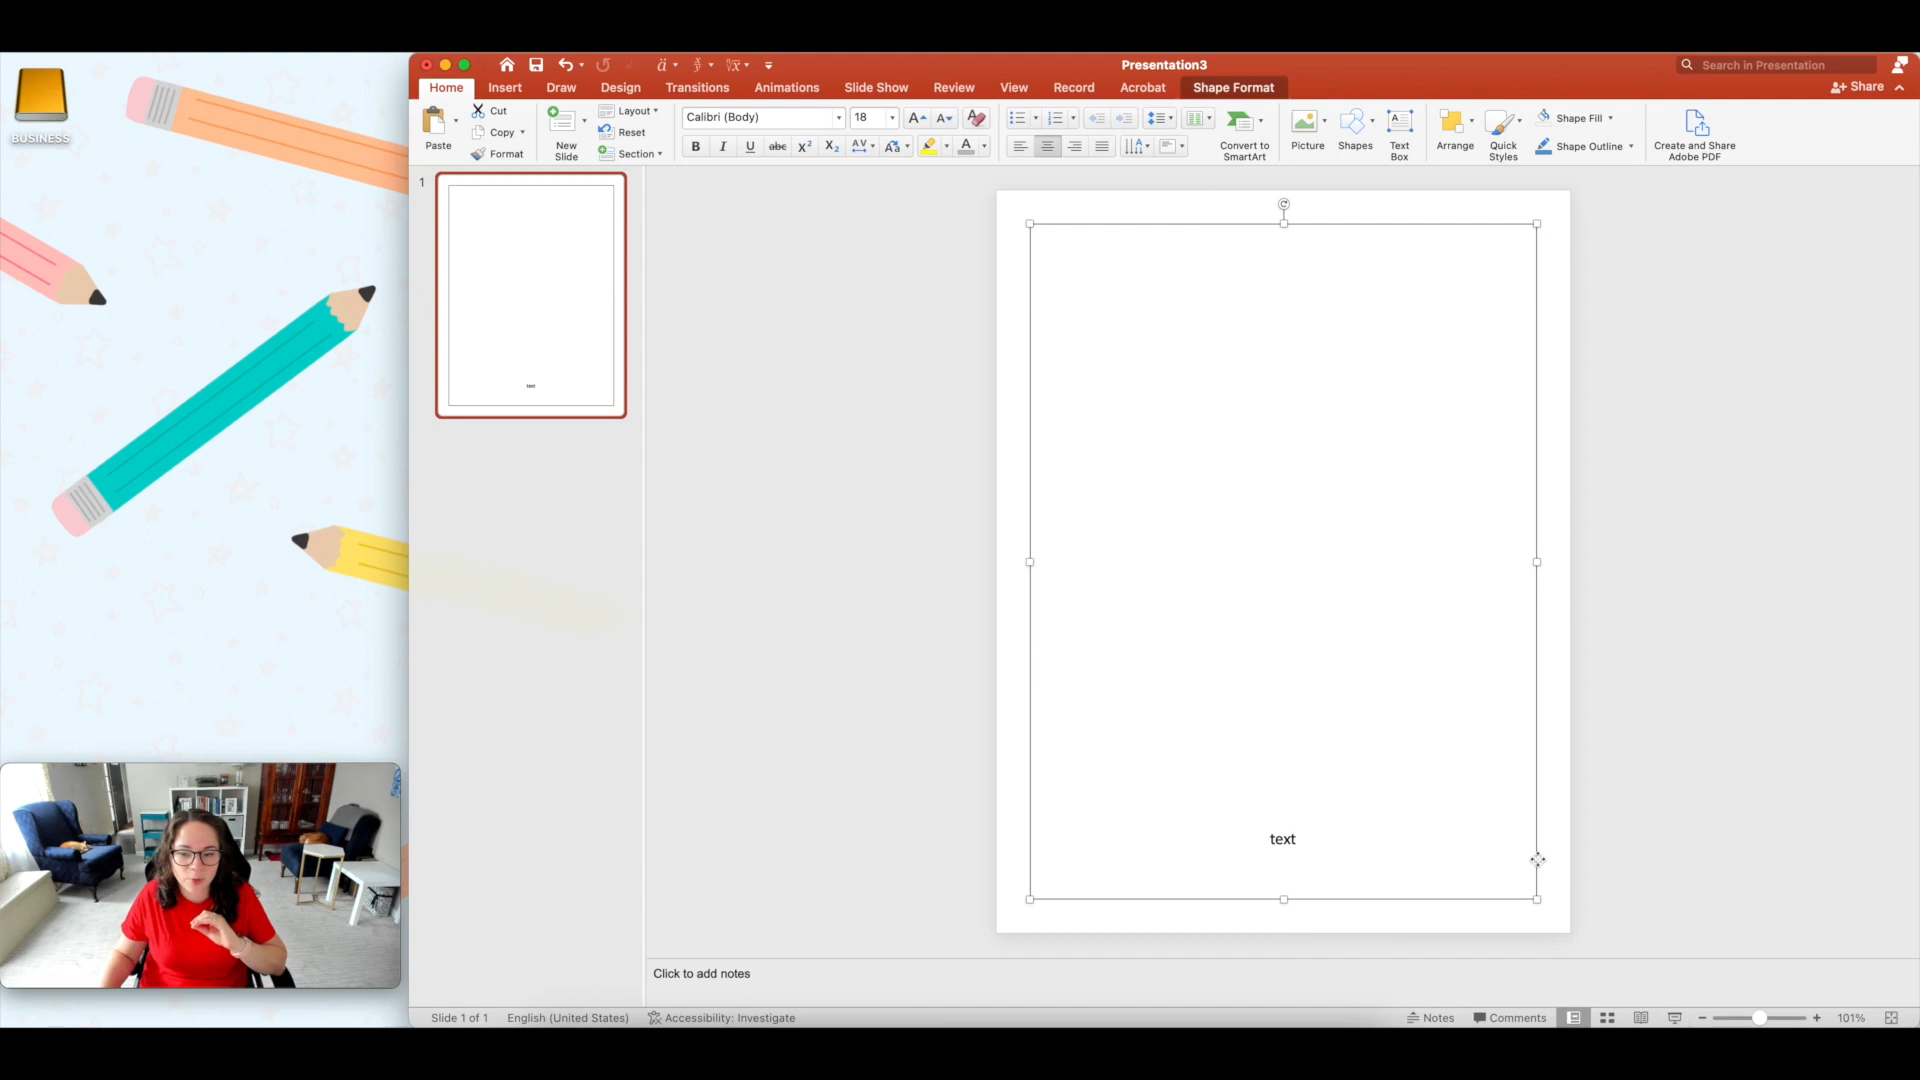 BUSINESS
Presentation3
Search in Presentation
Home Insert Draw Design Transitions Animations Slide Show Review View Record Acrobat Shape Format
Share
Paste
Cut
Copy
Format
New
Slide
Layout
Reset
Section
Calibri (Body)
18
Convert to
SmartArt
Picture
Shapes
Text
Box
Arrange
Quick
Styles
Shape Fill
Shape Outline
Create and Share
Adobe PDF
1
text
text
Click to add notes
Slide 1 of 1 English (United States) Accessibility: Investigate
Notes Comments 101%